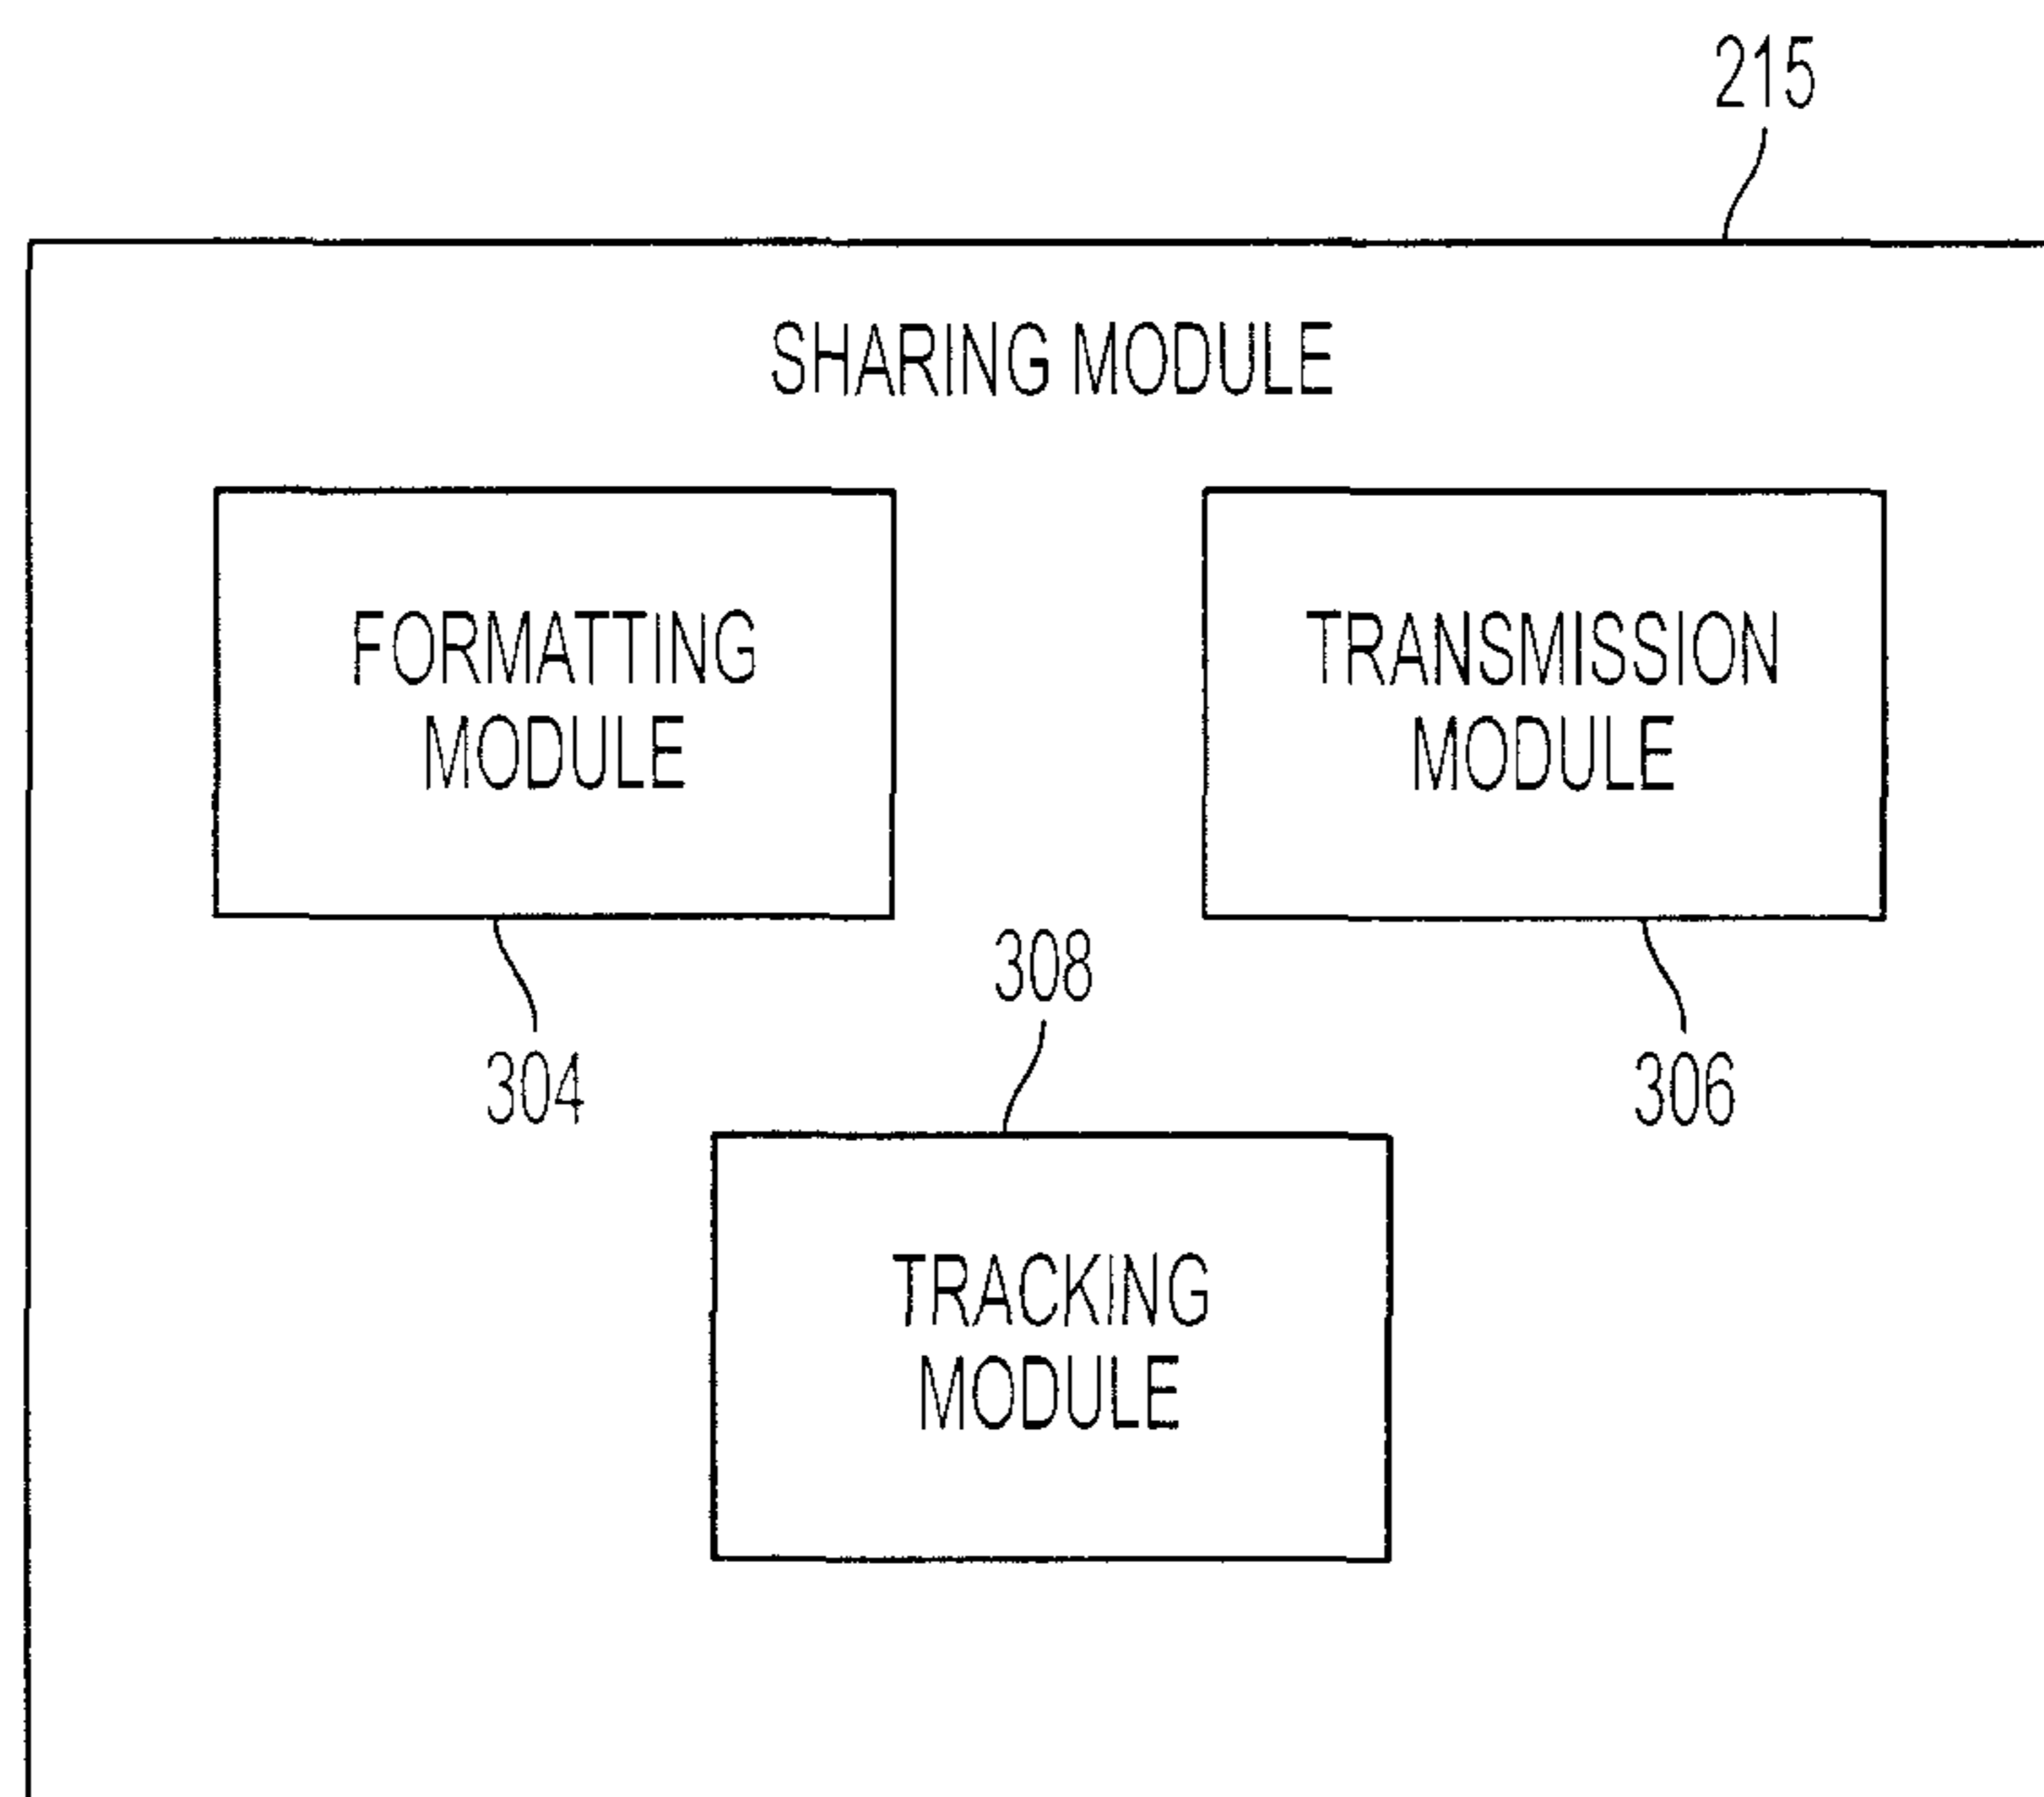 215
SHARING MODULE
FORMATTING
MODULE
TRANSMISSION
MODULE
304
308
306
TRACKING
MODULE